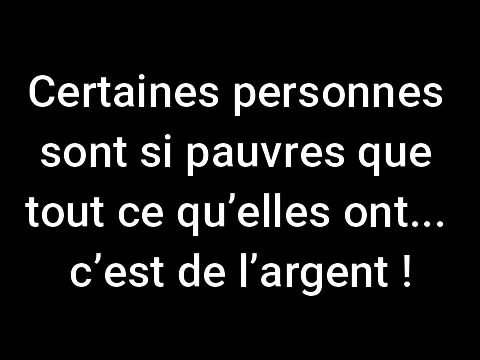 Certaines personnes
sont si pauvres que
tout ce qu’elles ont...
c’est de l’argent !